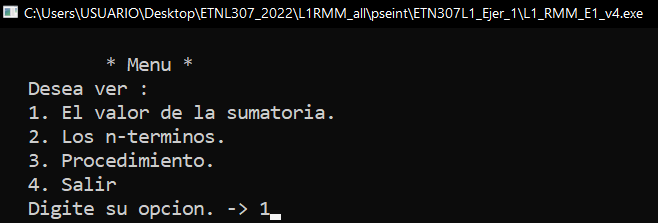 C:\Users\USUARIO\Desktop\ETNL307_2022\L1RMM_all\pseint\ETN307L1_Ejer_1\L1_RMM_E1_v4.exe
* Menu *
Desea ver :
1. El valor de la sumatoria.
2. Los n-terminos.
3. Procedimiento.
4. Salir
Digite su opcion. -> 1